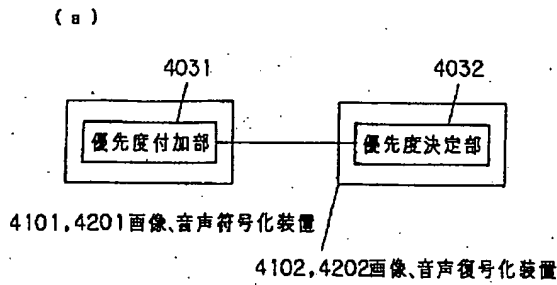 (a)
4031
4032
優先度付加部
優先度決定部
4101,4201画像、音声符号化装置
4102,4202画像、音声復号化装置